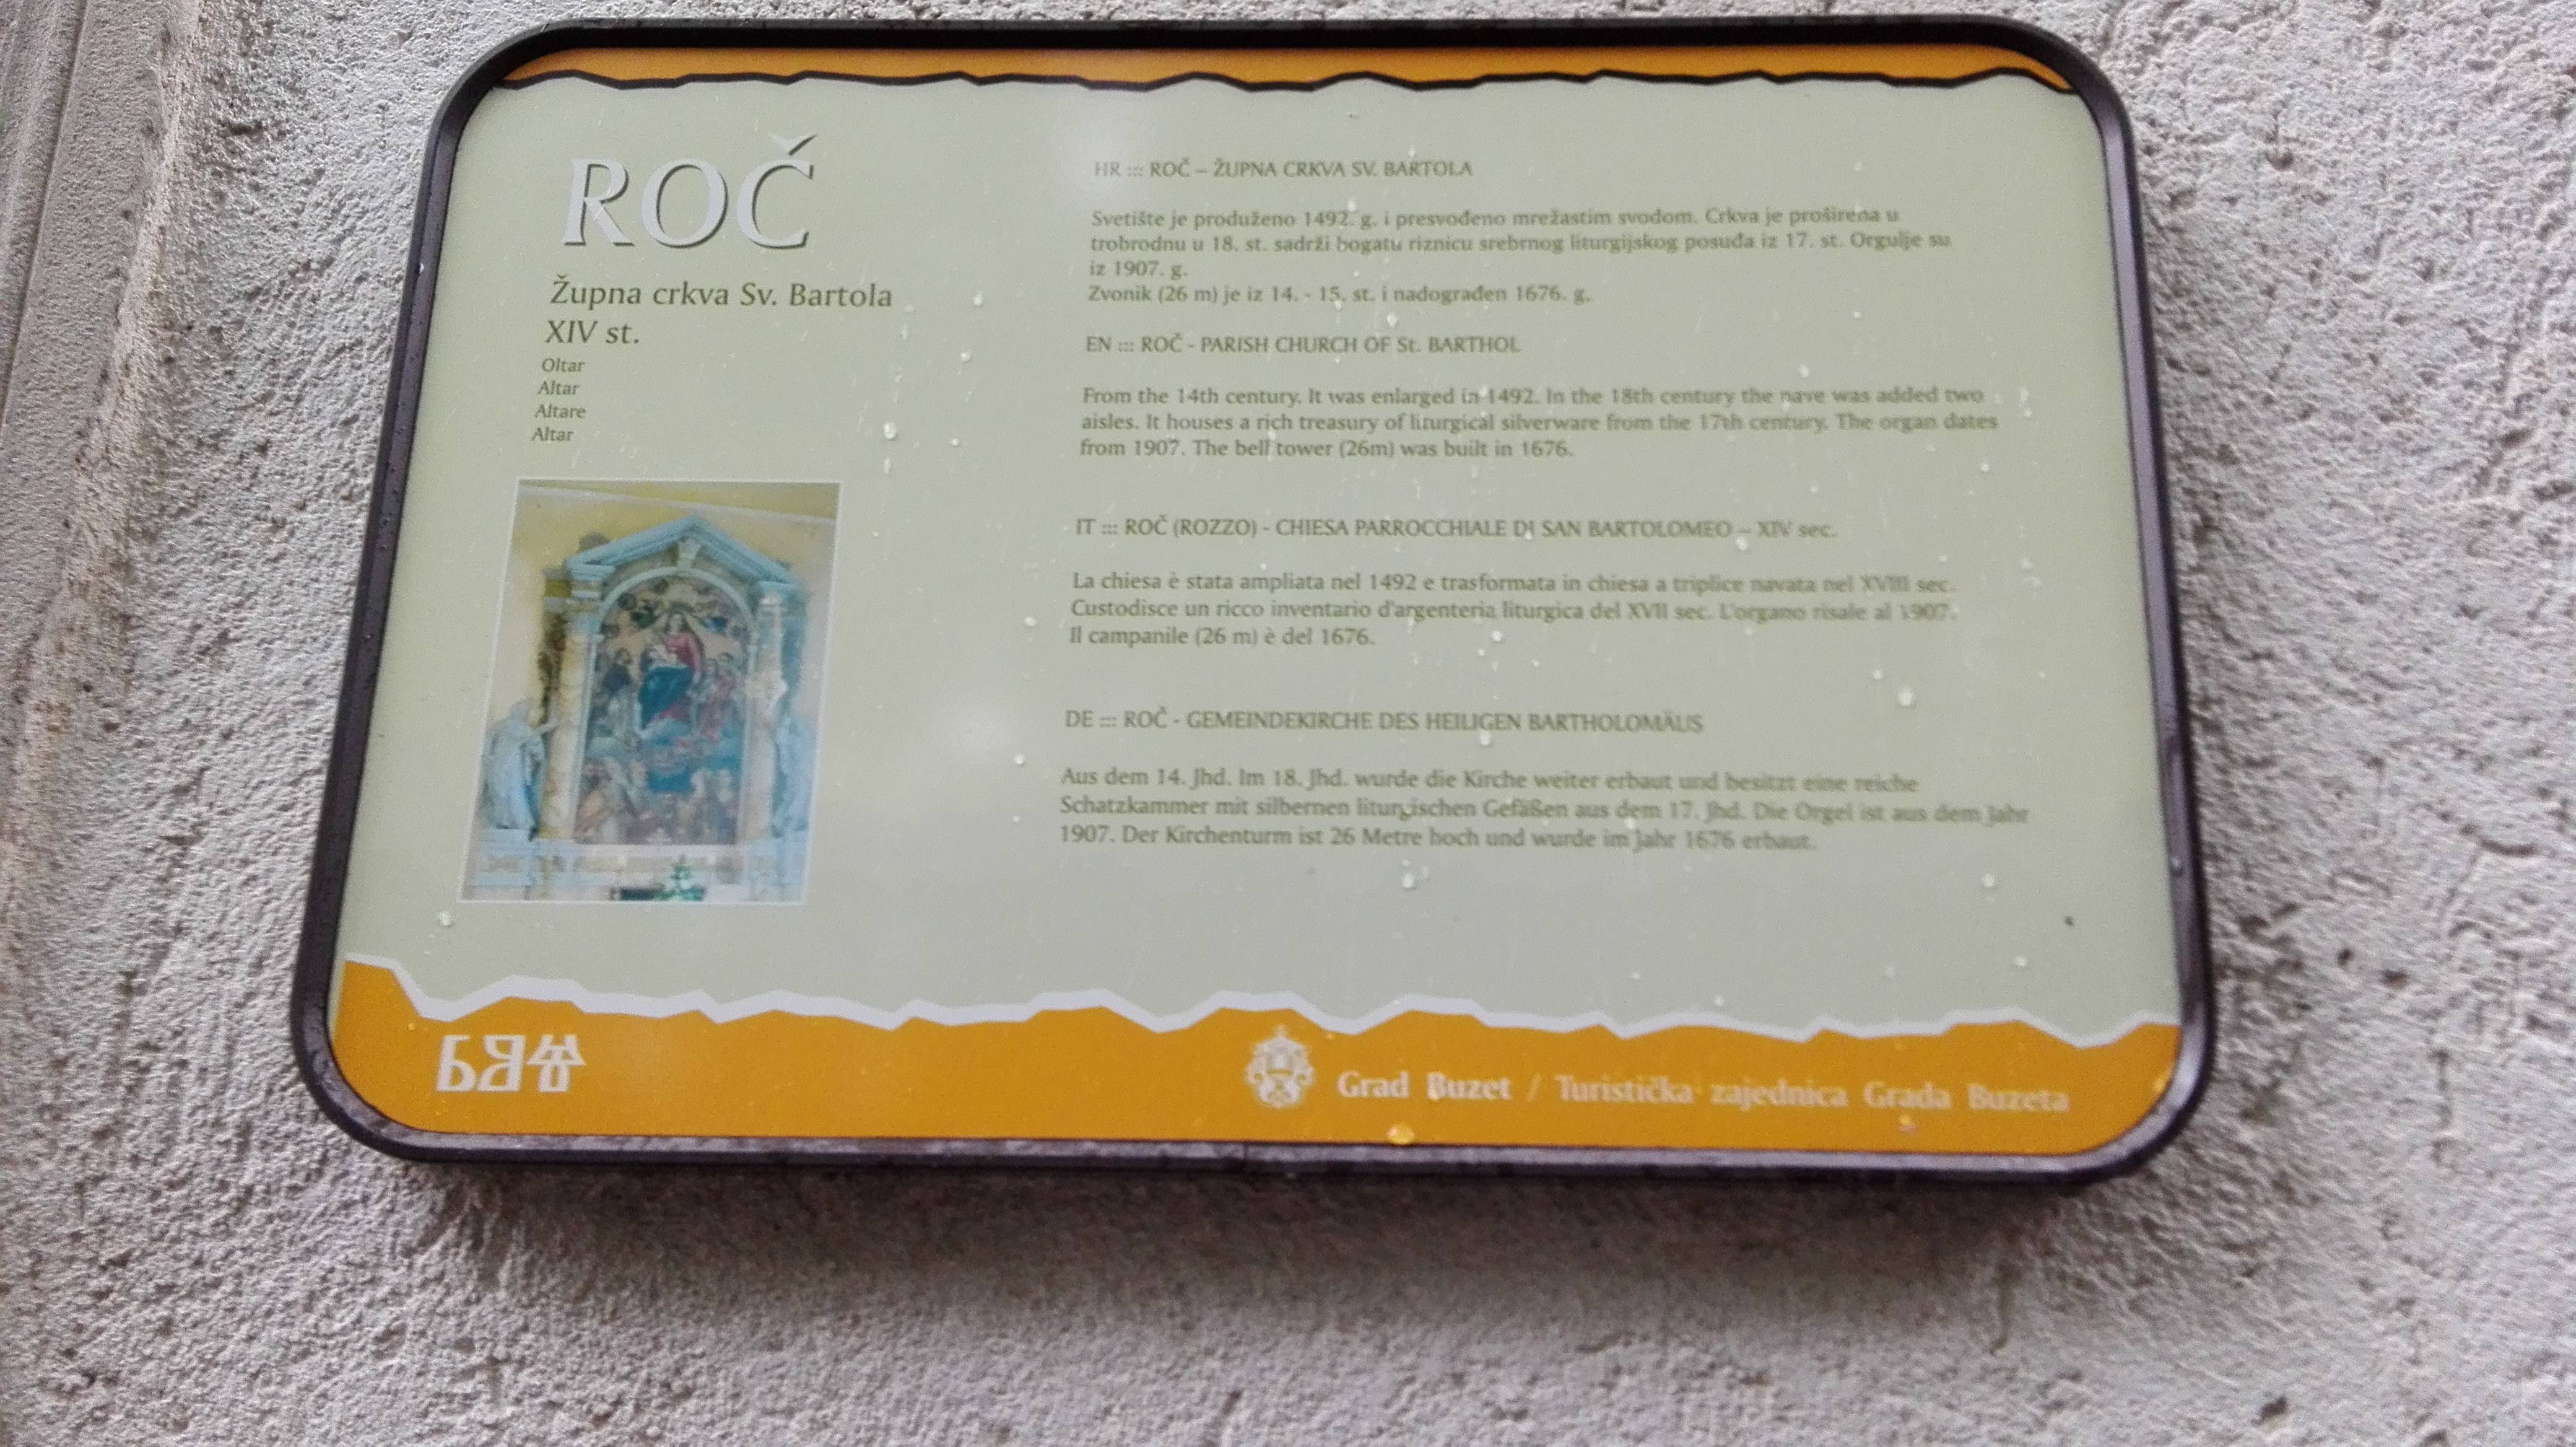 ROČ
Župna crkva Sv. Bartola
XIV st.
Oltar
Altar
Altare
Altar
HR ::: ROČ – ŽUPNA CRKVA SV. BARTOLA
Svetište je produženo 1492. g. i presvođeno mrežastim svodom. Crkva je proširena u
trobrodnu u 18. st. sadrži bogatu riznicu srebrnog liturgijskog posuđa iz 17. st. Orgulje su
iz 1907. g.
Zvonik (26 m) je iz 14. - 15. st. i nadograđen 1676. g.
EN ::: ROČ - PARISH CHURCH OF St. BARTHOL
From the 14th century. It was enlarged in 1492. In the 18th century the nave was added two
aisles. It houses a rich treasury of liturgical silverware from the 17th century. The organ dates
from 1907. The bell tower (26m) was built in 1676.
IT ::: ROČ (ROZZO) - CHIESA PARROCCHIALE DI SAN BARTOLOMEO – XIV sec.
La chiesa è stata ampliata nel 1492 e trasformata in chiesa a triplice navata nel XVIII sec.
Custodisce un ricco inventario d'argenteria liturgica del XVII sec. L'organo risale al 1907.
Il campanile (26 m) è del 1676.
DE ::: ROČ - GEMEINDEKIRCHE DES HEILIGEN BARTHOLOMÄUS
Aus dem 14. Jhd. Im 18. Jhd. wurde die Kirche weiter erbaut und besitzt eine reiche
Schatzkammer mit silbernen liturgischen Gefäßen aus dem 17. Jhd. Die Orgel ist aus dem Jahr
1907. Der Kirchenturm ist 26 Metre hoch und wurde im Jahr 1676 erbaut.
Grad Buzet / Turistička zajednica Grada Buzeta